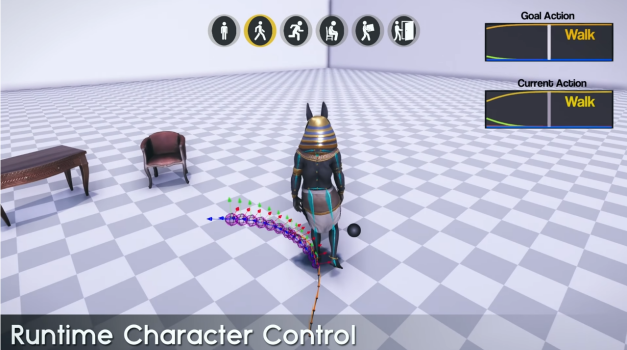 Goal Action
Walk
Current Action
Walk
Runtime Character Control